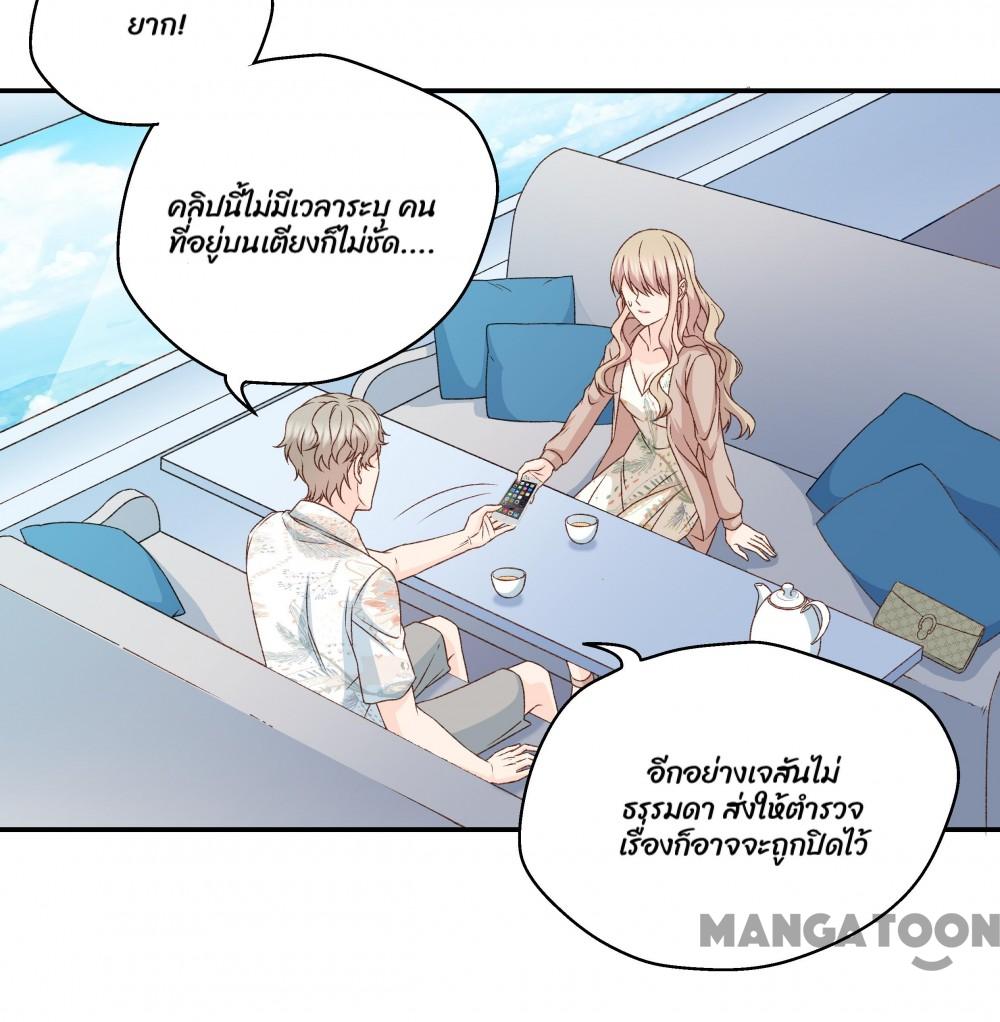 ยาก!
คลิปนี้ไม่มีเวลาระบุ คน
ที่อยู่บนเตียงก็ไม่ชัด....
อีกอย่างเจสันไม่
ธรรมดา ส่งให้ตำรวจ
เรื่องก็อาจจะถูกปิดไว้
MANGATOON